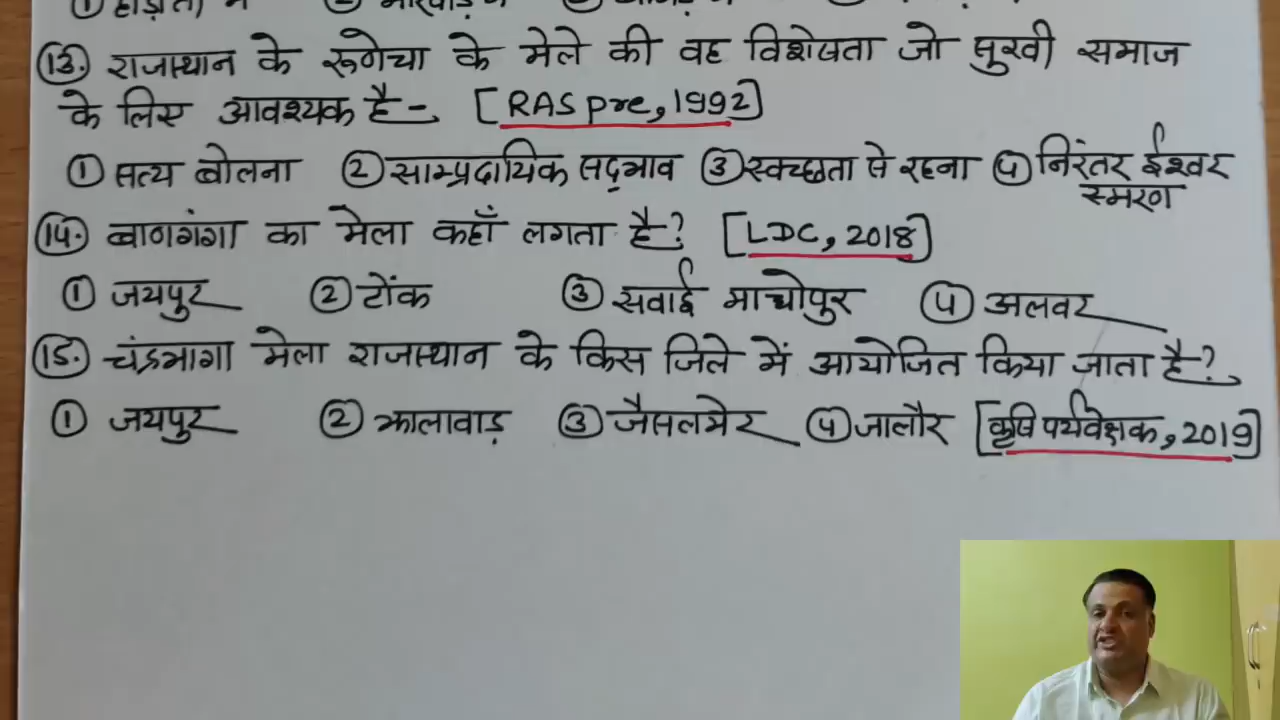 13. राजस्थान के रूणेचा के मेले की वह विशेषता जो सुखी समाज
के लिए आवश्यक है- [RAS pre, 1992]
① सत्य बोलना ② साम्प्रदायिक सद्भाव ③ स्वच्छता से रहना ④ निरंतर ईश्वर
स्मरण
14. बाणगंगा का मेला कहाँ लगता है? [LDC, 2018]
① जयपुर ② टोंक ③ सवाई माधोपुर ④ अलवर
15. चंद्रभागा मेला राजस्थान के किस जिले में आयोजित किया जाता है?
① जयपुर ② झालावाड़ ③ जैसलमेर ④ जालौर [कृषि पर्यवेक्षक, 2019]